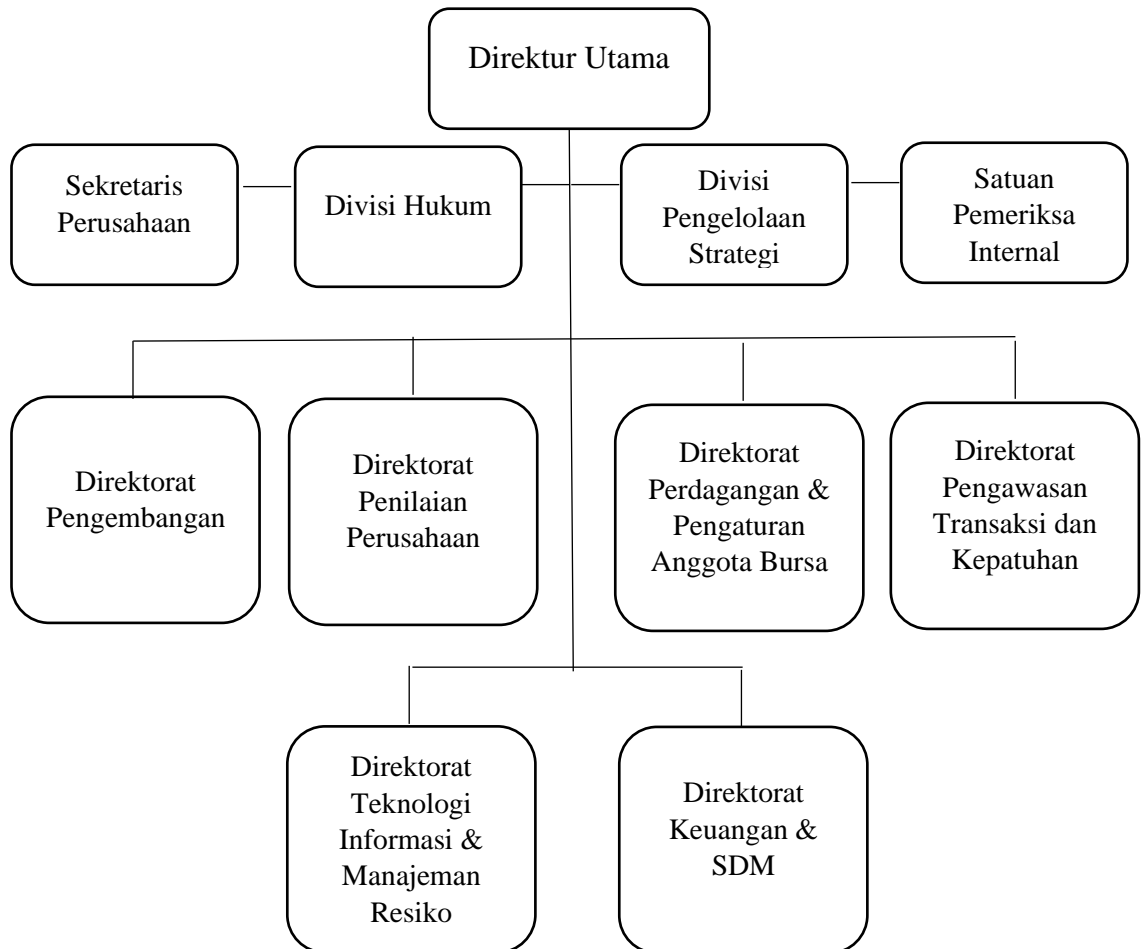 Direktur Utama
Sekretaris
Perusahaan
Divisi Hukum
Divisi
Pengelolaan
Strategi
Satuan
Pemeriksa
Internal
Direktorat
Pengembangan
Direktorat
Penilaian
Perusahaan
Direktorat
Perdagangan &
Pengaturan
Anggota Bursa
Direktorat
Pengawasan
Transaksi dan
Kepatuhan
Direktorat
Teknologi
Informasi &
Manajeman
Resiko
Direktorat
Keuangan &
SDM